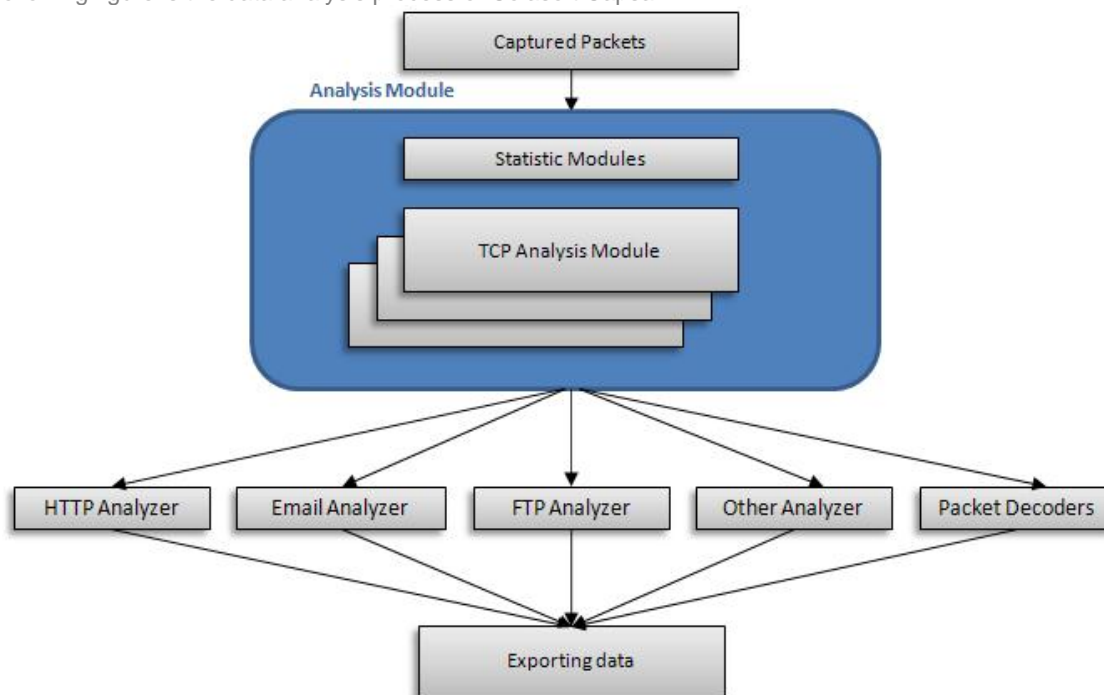 Captured Packets
Analysis Module
Statistic Modules
TCP Analysis Module
HTTP Analyzer
Email Analyzer
FTP Analyzer
Other Analyzer
Packet Decoders
Exporting data